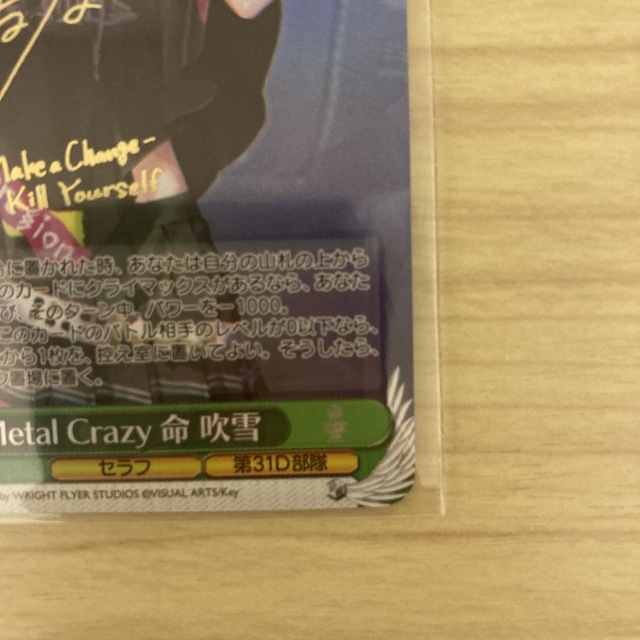 Make a Change-
Kill Yourself
sion
に置かれた時、あなたは自分の山札の上から
のカードにクライマックスがあるなら、あなた
び、そのターン中、パワーを－1000。
このカードのバトル相手のレベルが0以下なら、
から1枚を、控え室に置いてよい。そうしたら、
置場に置く。
Metal Crazy 命 吹雪
セラフ 第31D部隊
by WRIGHT FLYER STUDIOS ©VISUAL ARTS/Key